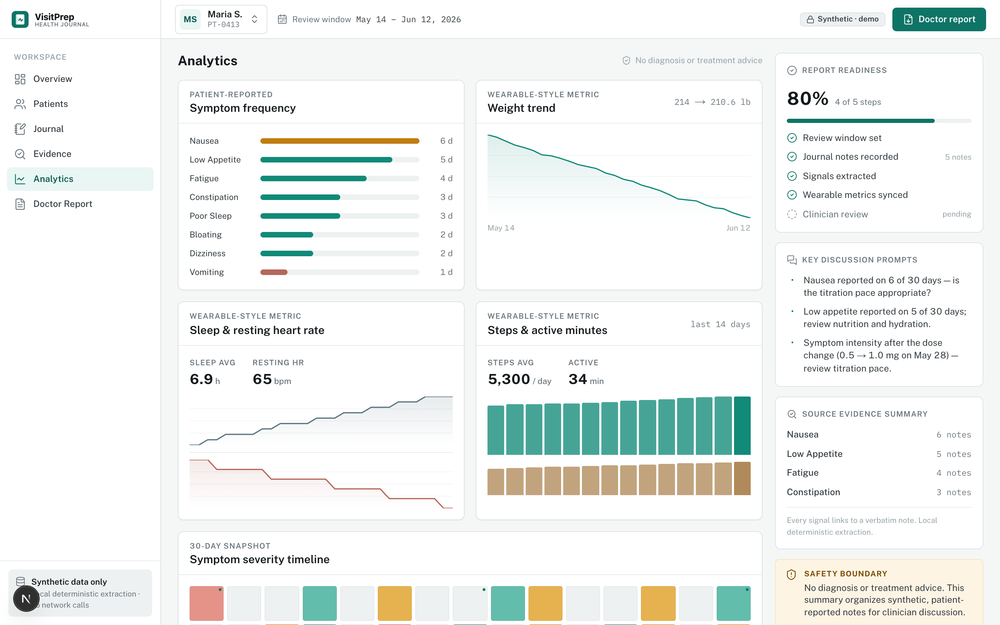 VisitPrep
HEALTH JOURNAL
MS
Maria S.
PT-0413
Review window May 14 – Jun 12, 2026
Synthetic · demo
Doctor report
WORKSPACE
Overview
Patients
Journal
Evidence
Analytics
Doctor Report
Synthetic data only
cal deterministic extraction ·
network calls
N
Analytics
No diagnosis or treatment advice
PATIENT-REPORTED
Symptom frequency
Nausea 6 d
Low Appetite 5 d
Fatigue 4 d
Constipation 3 d
Poor Sleep 3 d
Bloating 2 d
Dizziness 2 d
Vomiting 1 d
WEARABLE-STYLE METRIC
Weight trend
214 → 210.6 lb
May 14 Jun 12
WEARABLE-STYLE METRIC
Sleep & resting heart rate
SLEEP AVG RESTING HR
6.9 h 65 bpm
WEARABLE-STYLE METRIC
Steps & active minutes
last 14 days
STEPS AVG ACTIVE
5,300 / day 34 min
30-DAY SNAPSHOT
Symptom severity timeline
REPORT READINESS
80% 4 of 5 steps
Review window set
Journal notes recorded 5 notes
Signals extracted
Wearable metrics synced
Clinician review pending
KEY DISCUSSION PROMPTS
• Nausea reported on 6 of 30 days — is
the titration pace appropriate?
• Low appetite reported on 5 of 30 days;
review nutrition and hydration.
• Symptom intensity after the dose
change (0.5 → 1.0 mg on May 28) —
review titration pace.
SOURCE EVIDENCE SUMMARY
Nausea 6 notes
Low Appetite 5 notes
Fatigue 4 notes
Constipation 3 notes
Every signal links to a verbatim note. Local
deterministic extraction.
SAFETY BOUNDARY
No diagnosis or treatment advice. This
summary organizes synthetic, patient-
reported notes for clinician discussion.